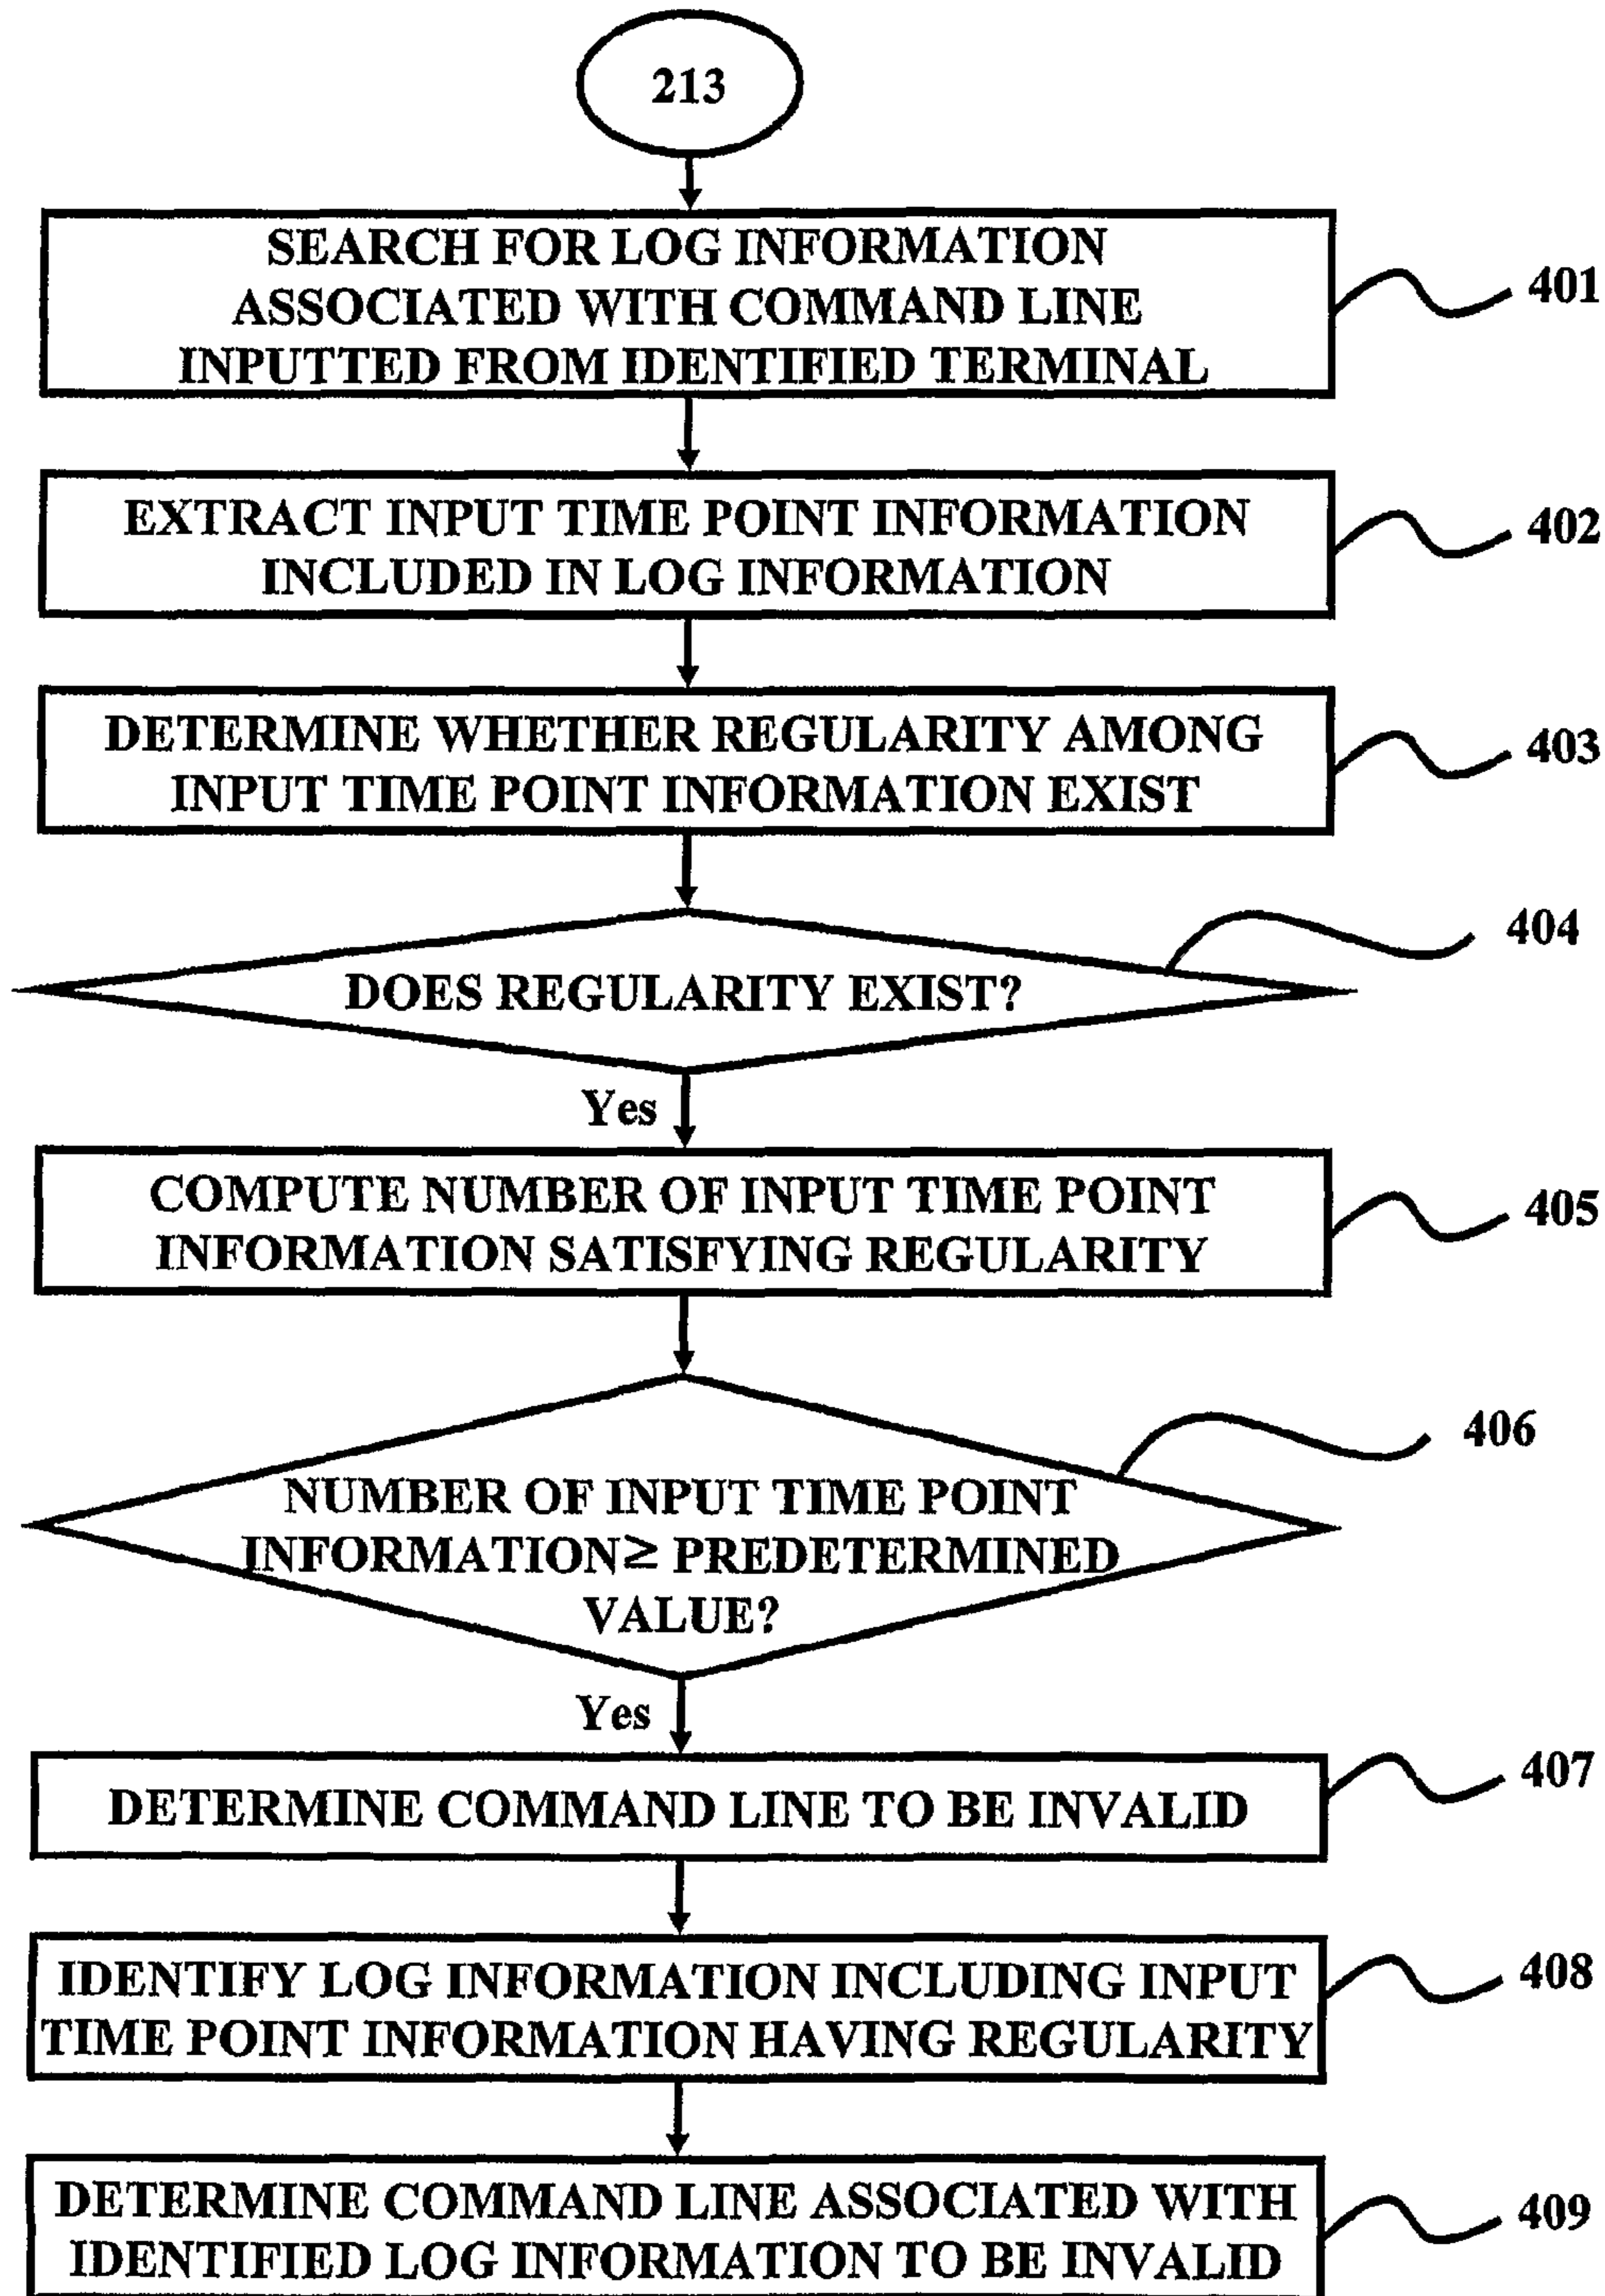 213
SEARCH FOR LOG INFORMATION
ASSOCIATED WITH COMMAND LINE
INPUTTED FROM IDENTIFIED TERMINAL
401
EXTRACT INPUT TIME POINT INFORMATION
INCLUDED IN LOG INFORMATION
402
DETERMINE WHETHER REGULARITY AMONG
INPUT TIME POINT INFORMATION EXIST
403
DOES REGULARITY EXIST?
404
Yes
COMPUTE NUMBER OF INPUT TIME POINT
INFORMATION SATISFYING REGULARITY
405
NUMBER OF INPUT TIME POINT
INFORMATION≥ PREDETERMINED
VALUE?
406
Yes
DETERMINE COMMAND LINE TO BE INVALID
407
IDENTIFY LOG INFORMATION INCLUDING INPUT
TIME POINT INFORMATION HAVING REGULARITY
408
DETERMINE COMMAND LINE ASSOCIATED WITH
IDENTIFIED LOG INFORMATION TO BE INVALID
409